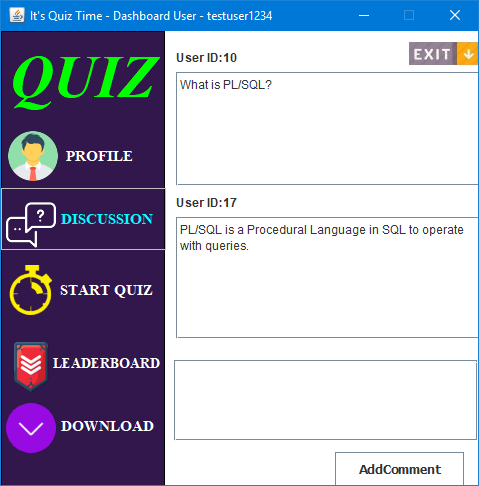 It's Quiz Time - Dashboard User - testuser1234
QUIZ
PROFILE
?
DISCUSSION
START QUIZ
LEADERBOARD
DOWNLOAD
EXIT
User ID:10
What is PL/SQL?
User ID:17
PL/SQL is a Procedural Language in SQL to operate
with queries.
AddComment